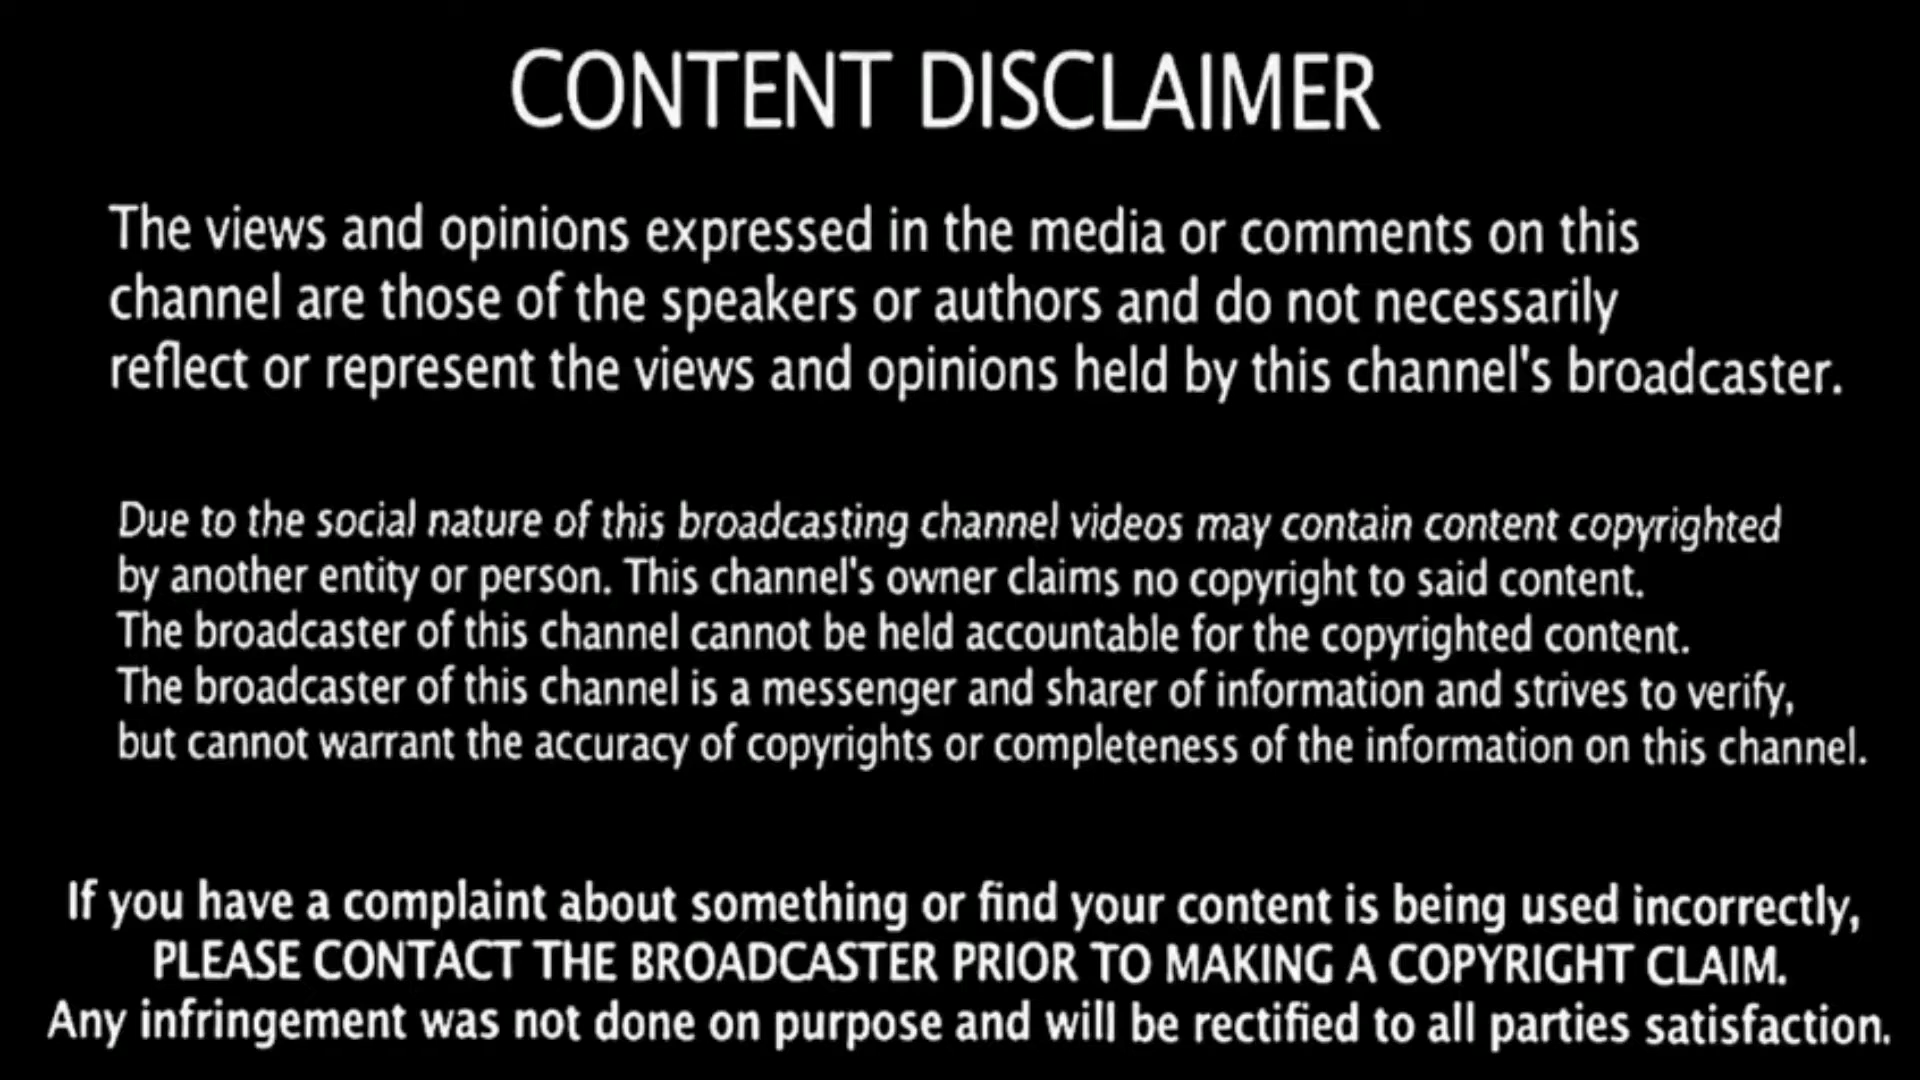 CONTENT DISCLAIMER
The views and opinions expressed in the media or comments on this
channel are those of the speakers or authors and do not necessarily
reflect or represent the views and opinions held by this channel's broadcaster.
Due to the social nature of this broadcasting channel videos may contain content copyrighted
by another entity or person. This channel's owner claims no copyright to said content.
The broadcaster of this channel cannot be held accountable for the copyrighted content.
The broadcaster of this channel is a messenger and sharer of information and strives to verify,
but cannot warrant the accuracy of copyrights or completeness of the information on this channel.
If you have a complaint about something or find your content is being used incorrectly,
PLEASE CONTACT THE BROADCASTER PRIOR TO MAKING A COPYRIGHT CLAIM.
Any infringement was not done on purpose and will be rectified to all parties satisfaction.